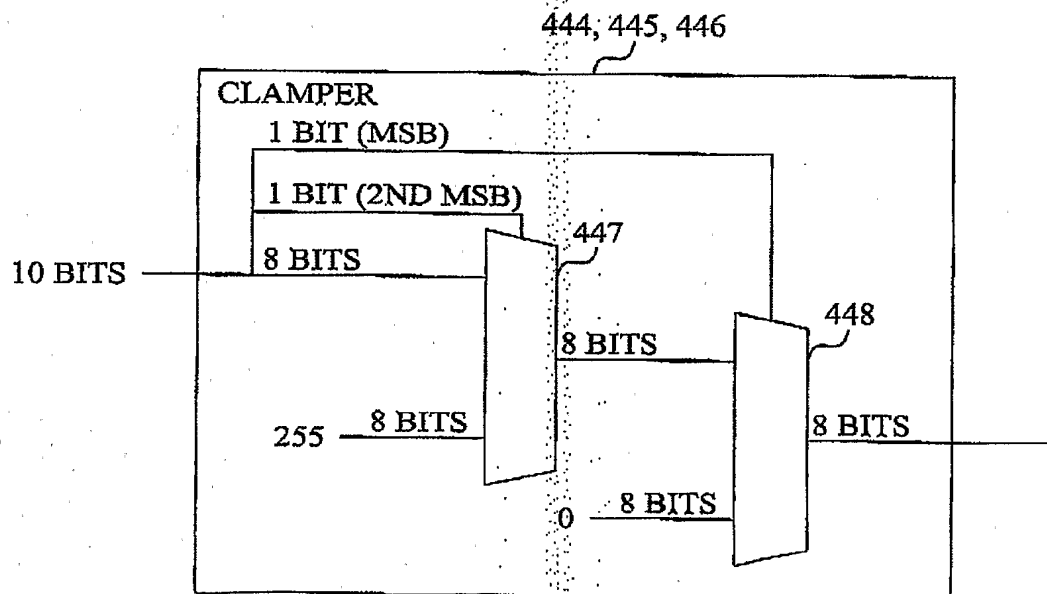 444, 445, 446
CLAMPER
1 BIT (MSB)
1 BIT (2ND MSB)
447
10 BITS
8 BITS
448
8 BITS
255
8 BITS
8 BITS
0
8 BITS